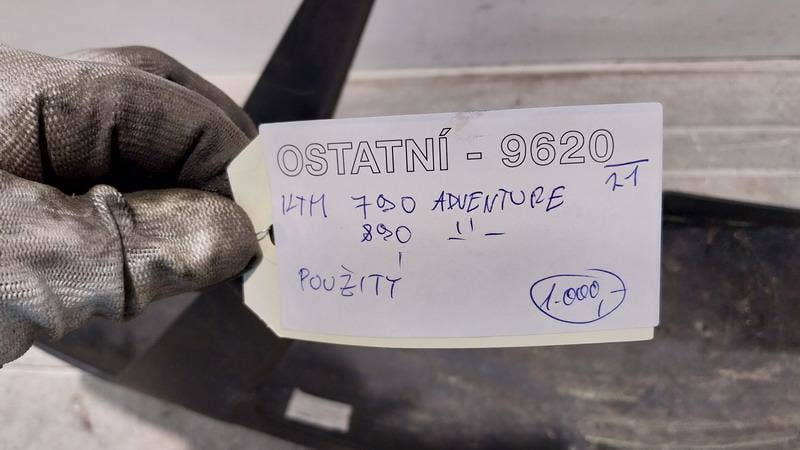 OSTATNÍ - 9620
21
KTM 790 ADVENTURE
890 -"-
POUŽITÝ
1.000,-